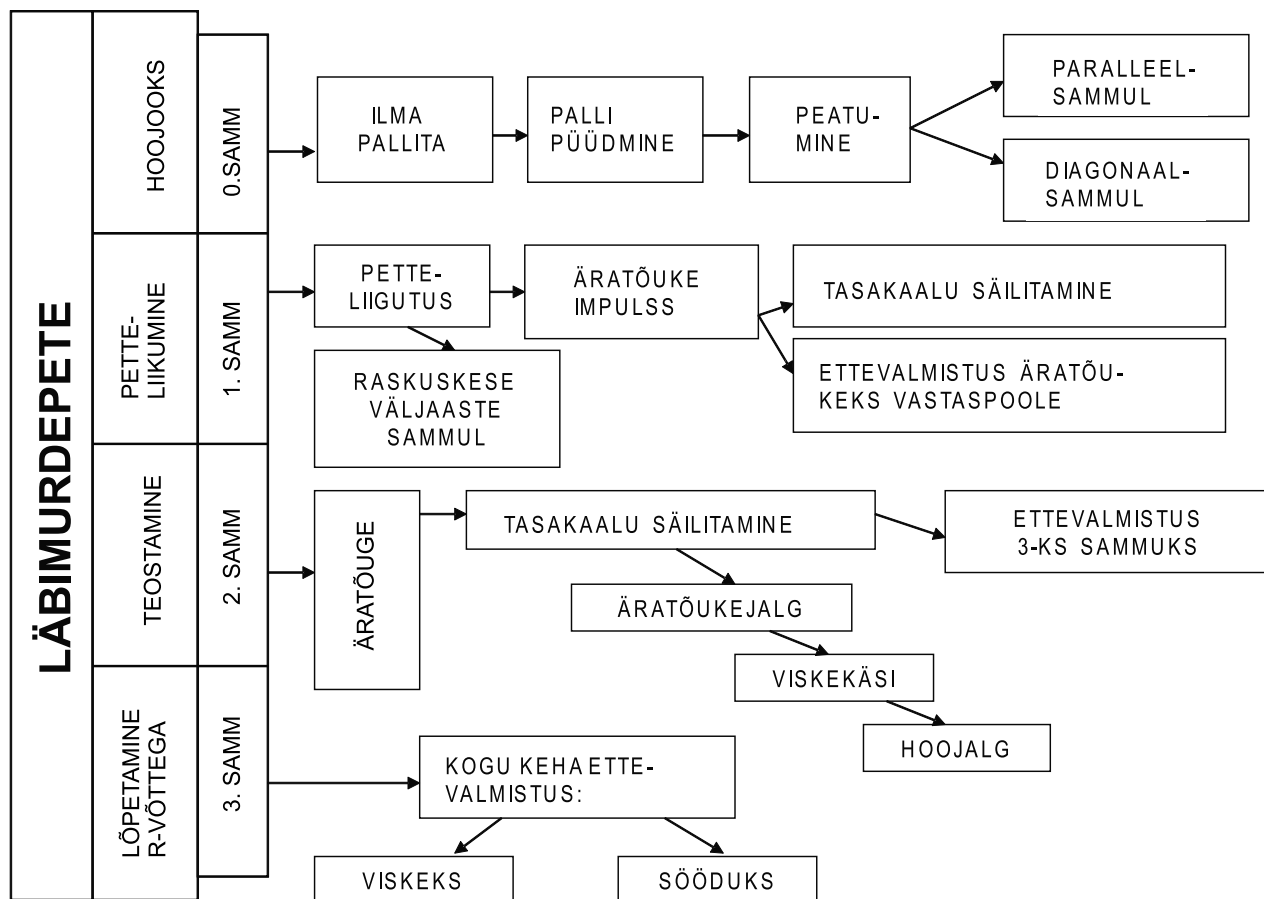 LÄBIMURDEPETE
HOOJOOKS
0.SAMM
ILMA
PALLITA
PALLI
PÜÜDMINE
PEATU-
MINE
PARALLEEL-
SAMMUL
DIAGONAAL-
SAMMUL
PETTE-
LIIKUMINE
1. SAMM
PETTE-
LIIGUTUS
RASKUSKESE
VÄLJAASTE
SAMMUL
ÄRATÕUKE
IMPULSS
TASAKAALU SÄILITAMINE
ETTEVALMISTUS ÄRATÕU-
KEKS VASTASPOOLE
TEOSTAMINE
2. SAMM
ÄRATÕUGE
TASAKAALU SÄILITAMINE
ETTEVALMISTUS
3-KS SAMMUKS
ÄRATÕUKEJALG
VISKEKÄSI
HOOJALG
LÕPETAMINE
R-VÕTTEGA
3. SAMM
KOGU KEHA ETTE-
VALMISTUS:
VISKEKS
SÖÖDUKS